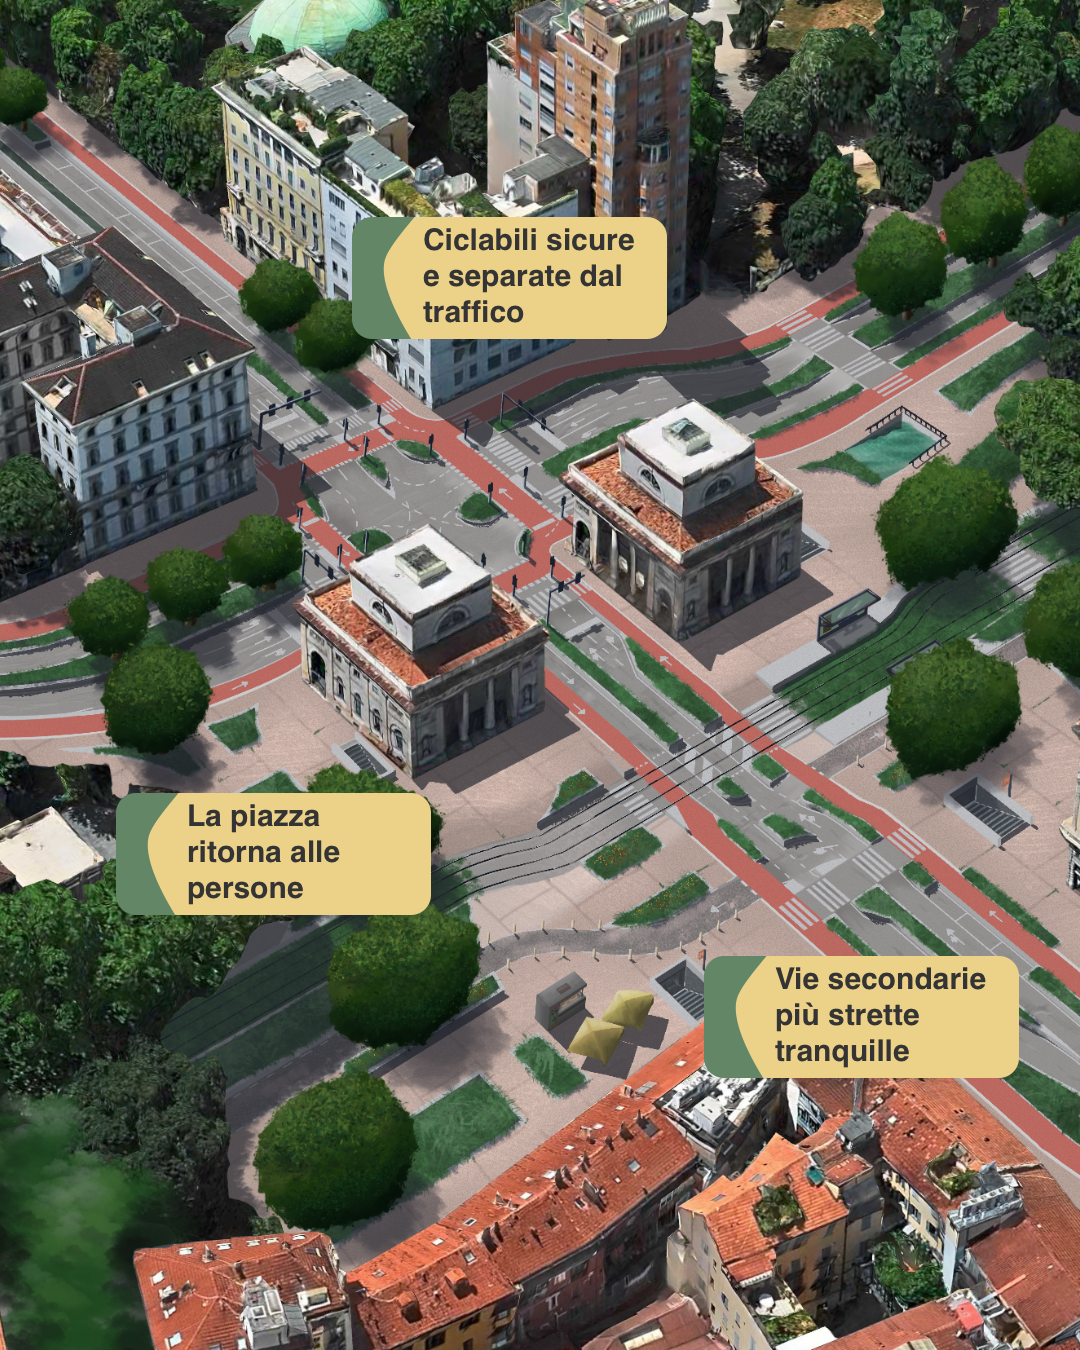 Ciclabili sicure
e separate dal
traffico
La piazza
ritorna alle
persone
Vie secondarie
più strette
tranquille